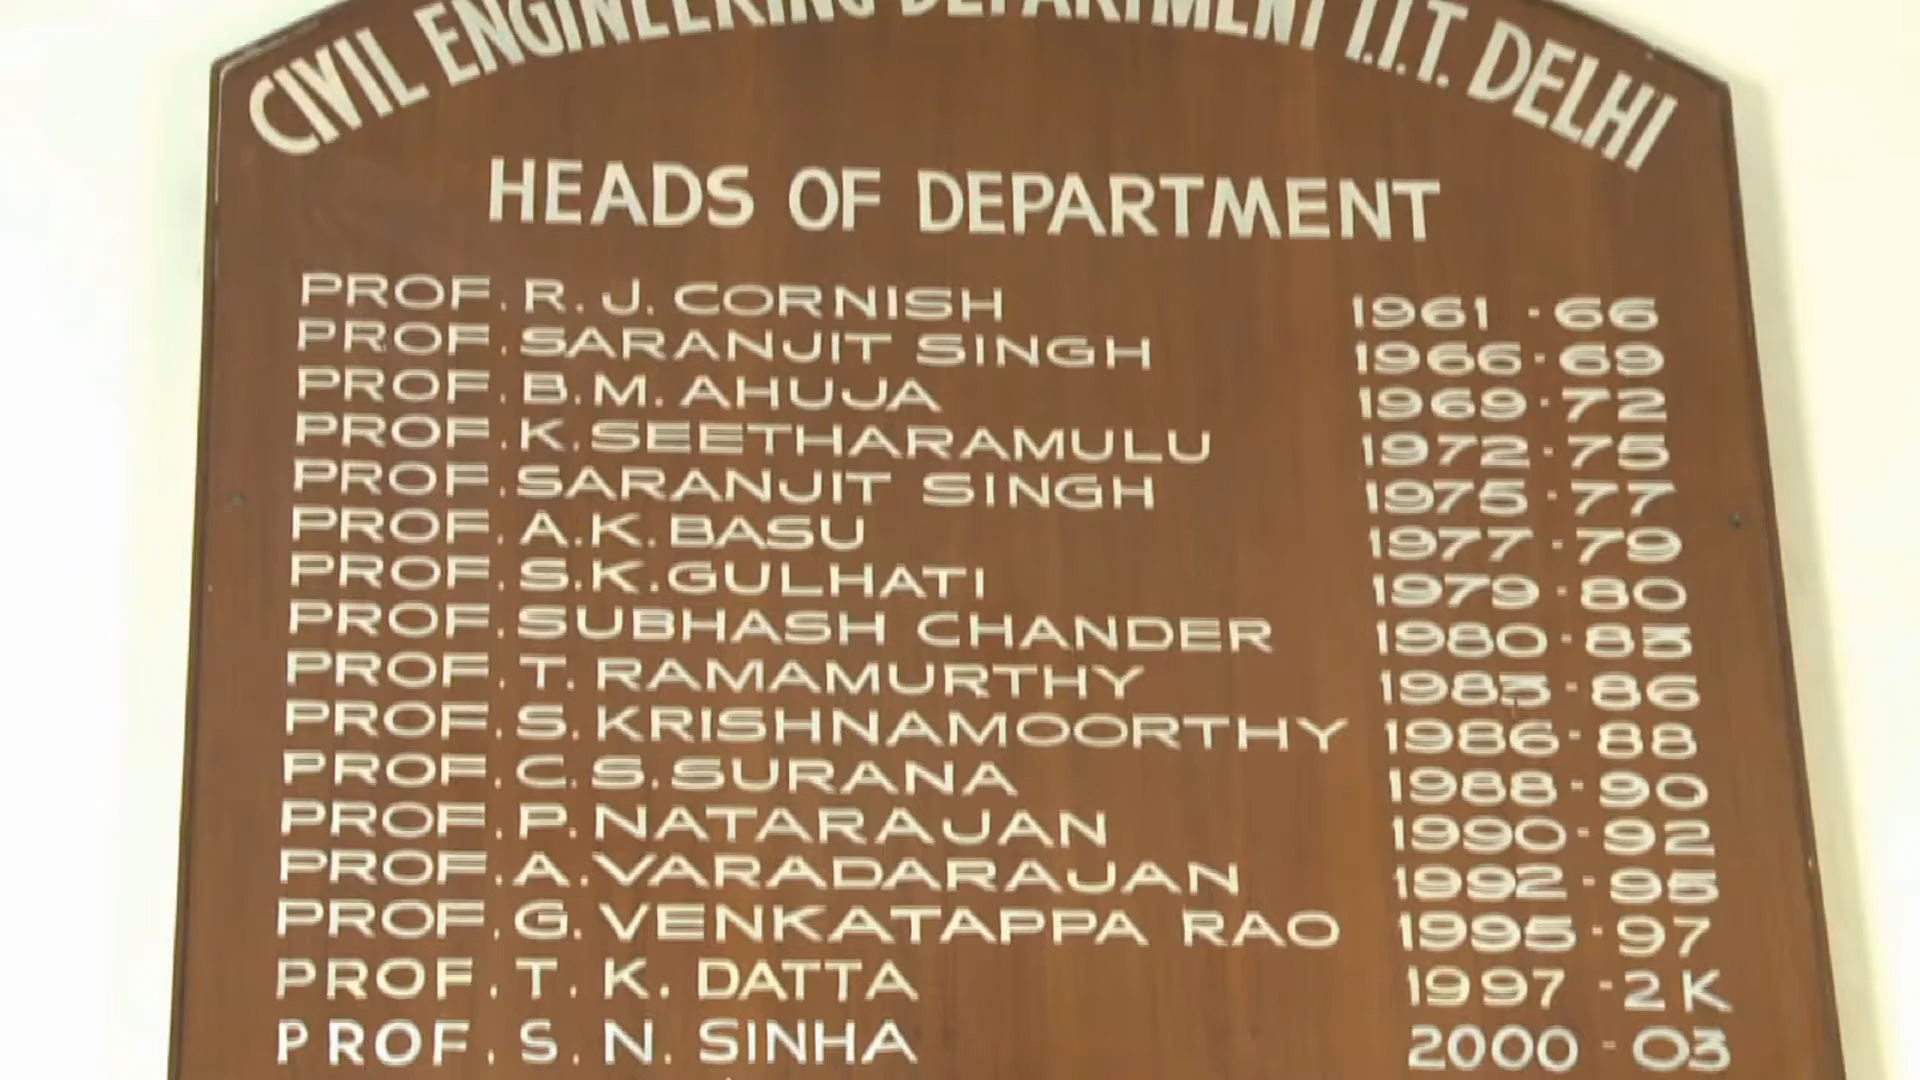 CIVIL ENGINEERING DEPARTMENT I.I.T. DELHI
HEADS OF DEPARTMENT
PROF. R. J. CORNISH 1961 - 66
PROF. SARANJIT SINGH 1966 - 69
PROF. B. M. AHUJA 1969 - 72
PROF. K. SEETHARAMULU 1972 - 75
PROF. SARANJIT SINGH 1975 - 77
PROF. A. K. BASU 1977 - 79
PROF. S. K. GULHATI 1979 - 80
PROF. SUBHASH CHANDER 1980 - 83
PROF. T. RAMAMURTHY 1983 - 86
PROF. S. KRISHNAMOORTHY 1986 - 88
PROF. C. S. SURANA 1988 - 90
PROF. P. NATARAJAN 1990 - 92
PROF. A. VARADARAJAN 1992 - 95
PROF. G. VENKATAPPA RAO 1995 - 97
PROF. T. K. DATTA 1997 - 2K
PROF. S. N. SINHA 2000 - 03